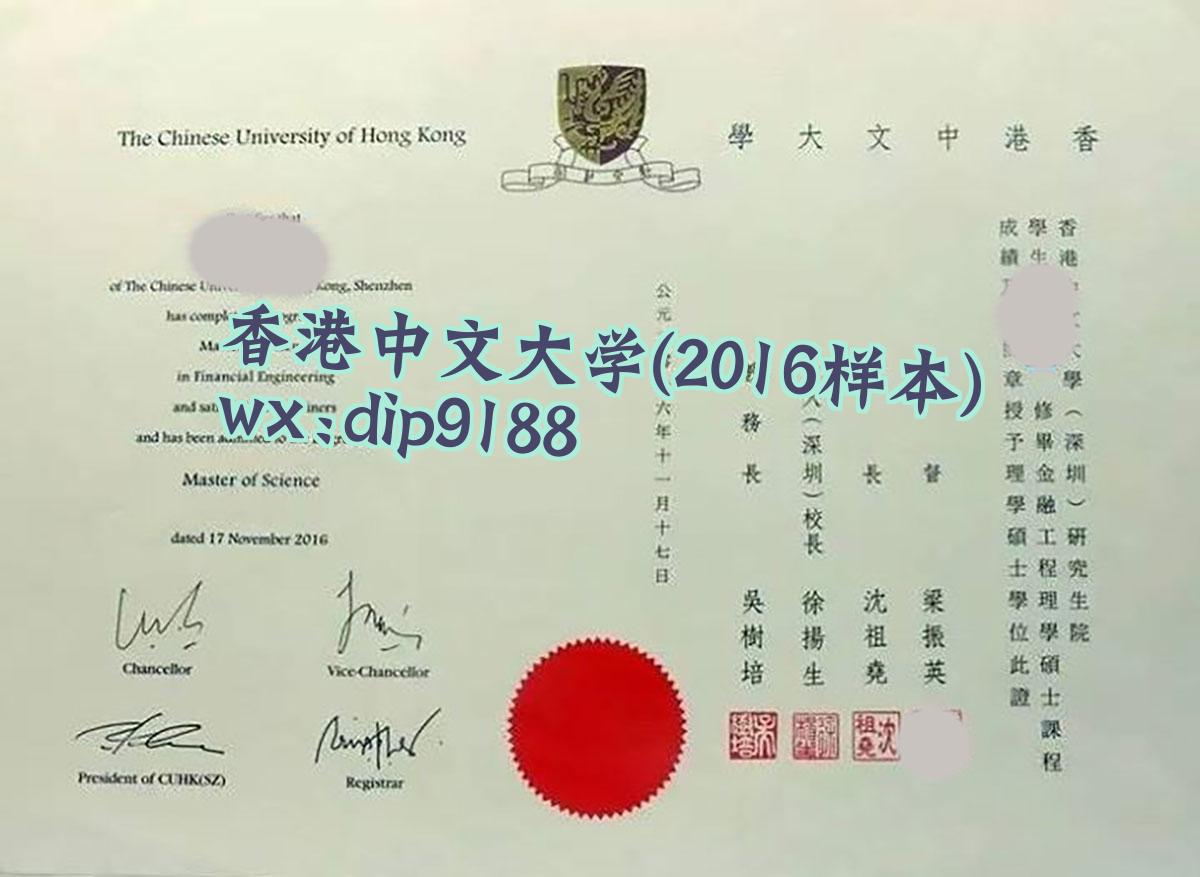 The Chinese University of Hong Kong
學大文中港香
that
of The Chinese Kong, Shenzhen
has
in Financial Engineering
and
and has been
Master of Science
dated 17 November 2016
Chancellor
Vice-Chancellor
President of CUHK(SZ)
Registrar
香港中文大学(2016样本)
wx:dip9188
香港大學(深圳)研究生院
學生修畢金融工程理學碩士課程
成績章授予理學碩士學位此證
督梁振英
長沈祖堯
(深圳)校長徐揚生
務長吳樹培
公元六年十一月十七日